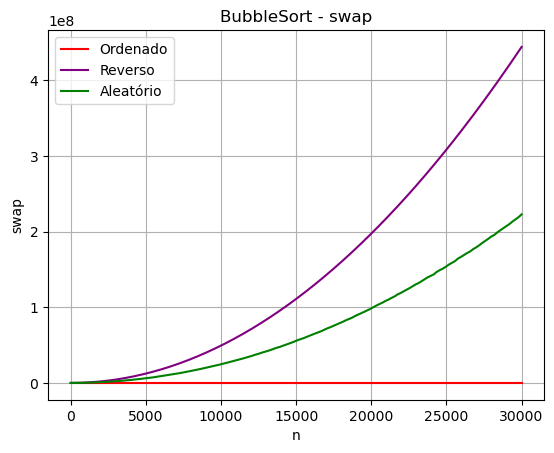 BubbleSort - swap
1e8
Ordenado
Reverso
Aleatório
4
3
2
1
0
swap
0 5000 10000 15000 20000 25000 30000
n